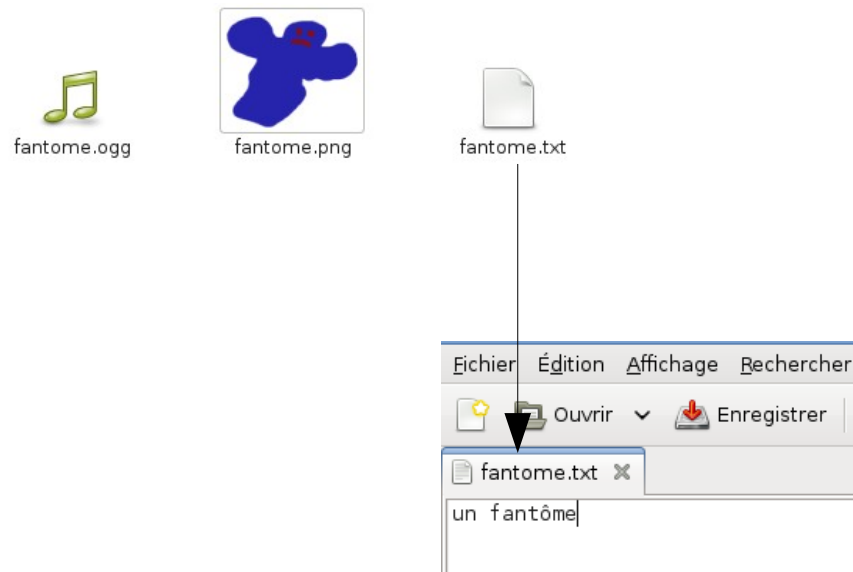 fantome.ogg fantome.png fantome.txt
Fichier Édition Affichage Rechercher
Ouvrir Enregistrer
fantome.txt
un fantôme